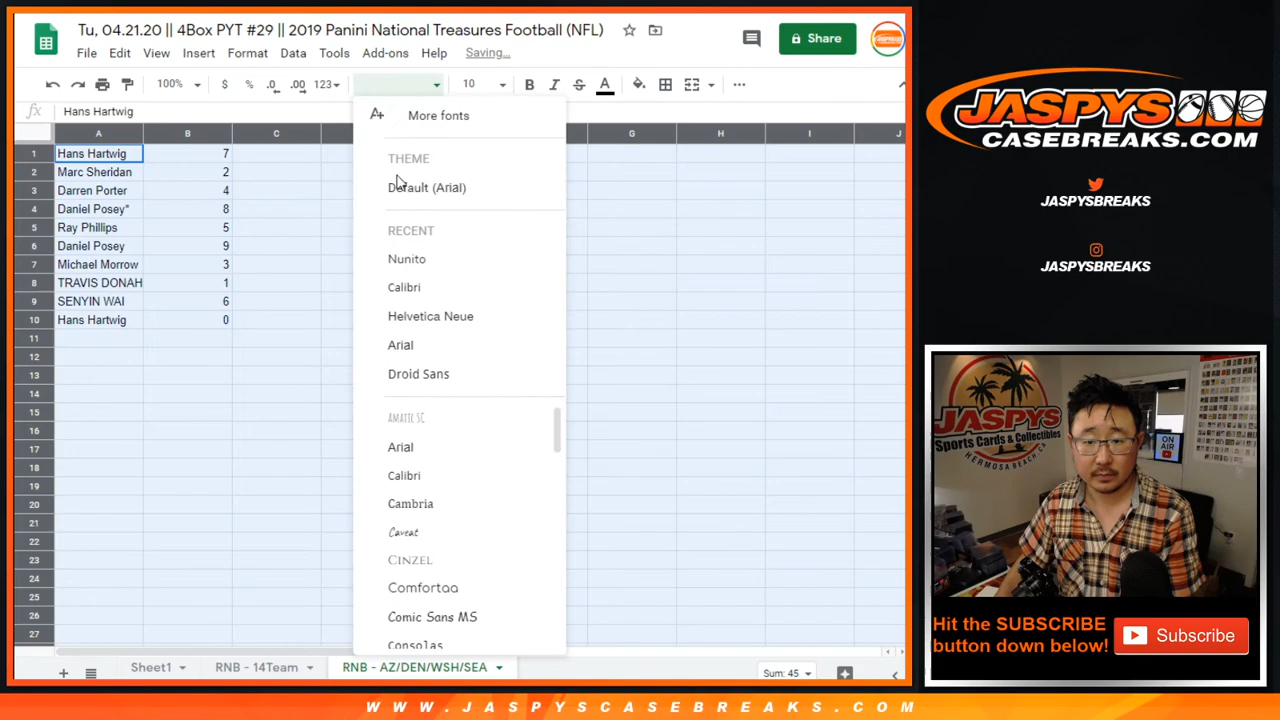 Tu, 04.21.20 || 4Box PYT #29 || 2019 Panini National Treasures Football (NFL)
File Edit View Insert Format Data Tools Add-ons Help Saving...
Share
100% $ % .0 .00 123 10 B I S A
fx Hans Hartwig
More fonts
A B C G H I J
1 Hans Hartwig 7
2 Marc Sheridan 2
3 Darren Porter 4
4 Daniel Posey* 8
5 Ray Phillips 5
6 Daniel Posey 9
7 Michael Morrow 3
8 TRAVIS DONAH 1
9 SENYIN WAI 6
10 Hans Hartwig 0
11
12
13
14
15
16
17
18
19
20
21
22
23
24
25
26
27
THEME
Default (Arial)
RECENT
Nunito
Calibri
Helvetica Neue
Arial
Droid Sans
AMATIC SC
Arial
Calibri
Cambria
Caveat
CINZEL
Comfortaa
Comic Sans MS
Consolas
Sheet1 RNB - 14Team RNB - AZ/DEN/WSH/SEA Sum: 45
JASPYS
CASEBREAKS.COM
JASPYSBREAKS
JASPYSBREAKS
JASPYS
Sports Cards & Collectibles
HERMOSA BEACH, CA
ON AIR
Hit the SUBSCRIBE
button down below!
Subscribe
WWW.JASPYSCASEBREAKS.COM